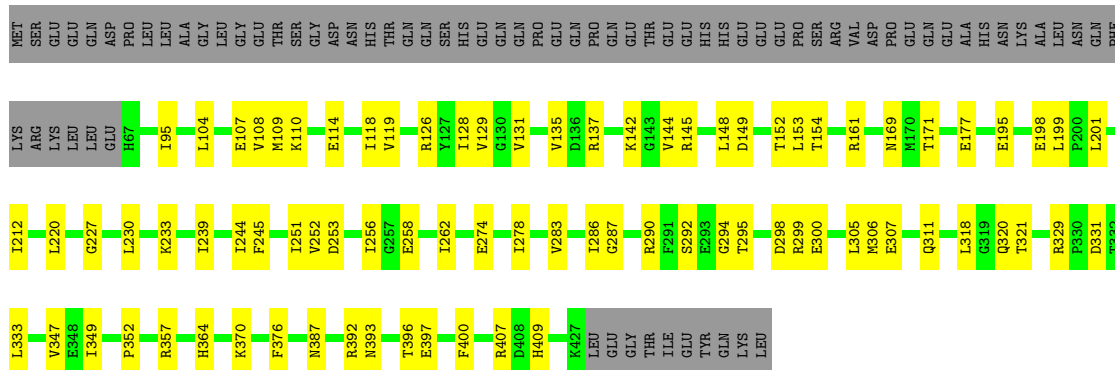 MET SER GLU GLU GLN ASP PRO LEU LEU ALA GLY LEU GLY GLU THR SER GLY ASP ASN HIS THR GLN GLN SER HIS GLU GLN GLN PRO GLU GLN PRO GLN GLU THR GLU GLU HIS HIS GLU GLU GLU PRO SER ARG VAL ASP PRO GLU GLN GLU ALA HIS ASN LYS ALA LEU ASN GLN PHE
LYS ARG LYS LEU LEU GLU H67 I95 L104 E107 V108 M109 K110 E114 I118 V119 R126 Y127 I128 V129 G130 V131 V135 D136 R137 K142 G143 V144 R145 L148 D149 T152 L153 T154 R161 N169 M170 T171 E177 E195 E198 L199 P200 L201
I212 L220 G227 L230 K233 I239 I244 F245 I251 V252 D253 I256 G257 E258 I262 E274 I278 V283 I286 G287 R290 F291 S292 E293 G294 T295 D298 R299 E300 L305 M306 E307 Q311 L318 G319 Q320 T321 R329 P330 D331 T332
L333 V347 E348 I349 P352 R357 H364 K370 F376 N387 R392 N393 T396 E397 F400 R407 D408 H409 K427 LEU GLU GLY THR ILE GLU TYR GLN LYS LEU